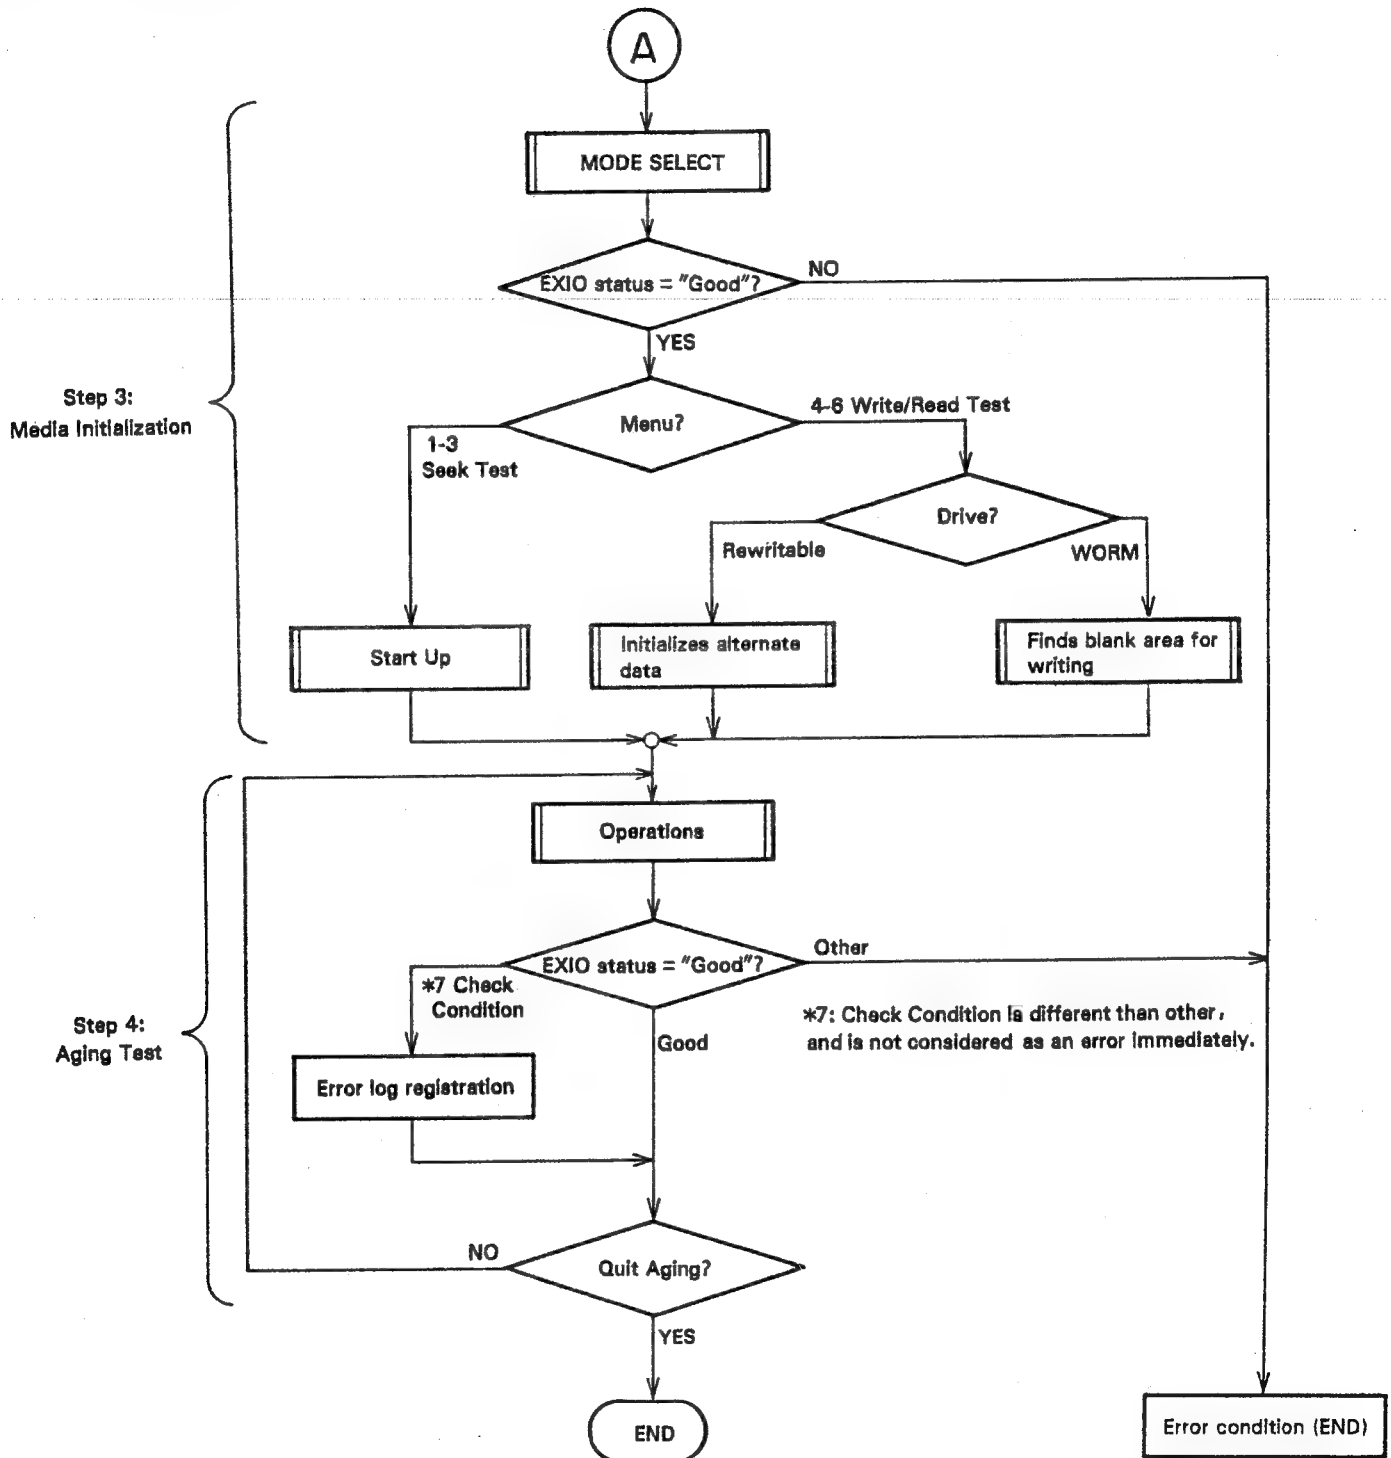 A
MODE SELECT
EXIO status = "Good"?
NO
YES
Step 3:
Media Initialization
Menu?
4-6 Write/Read Test
1-3
Seek Test
Drive?
Rewritable
WORM
Start Up
Initializes alternate
data
Finds blank area for
writing
Operations
EXIO status = "Good"?
Other
*7 Check
Condition
*7: Check Condition is different than other,
and is not considered as an error immediately.
Step 4:
Aging Test
Good
Error log registration
NO
Quit Aging?
YES
END
Error condition (END)